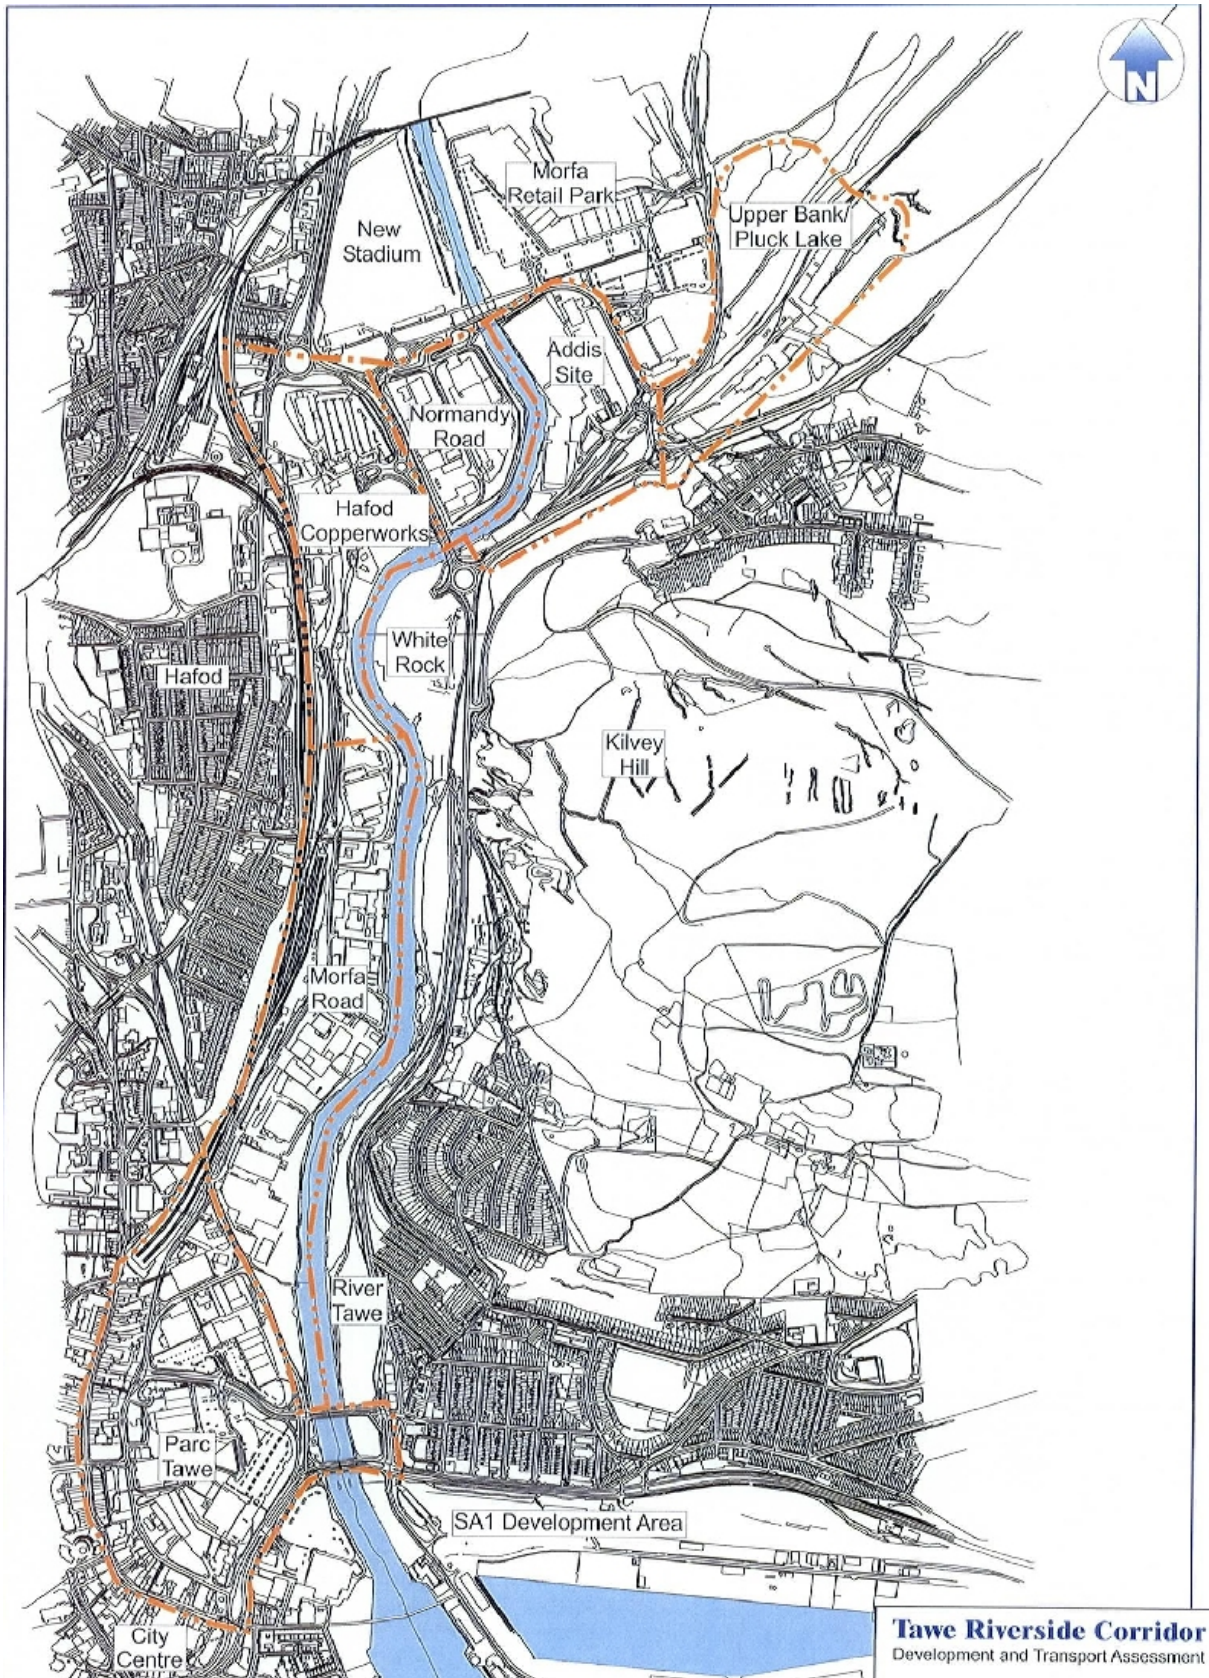 N
Morfa
Retail Park
New
Stadium
Upper Bank/
Pluck Lake
Addis
Site
Normandy
Road
Hafod
Copperworks
White
Rock
Hafod
Kilvey
Hill
Morfa
Road
River
Tawe
Parc
Tawe
SA1 Development Area
City
Centre
Tawe Riverside Corridor
Development and Transport Assessment